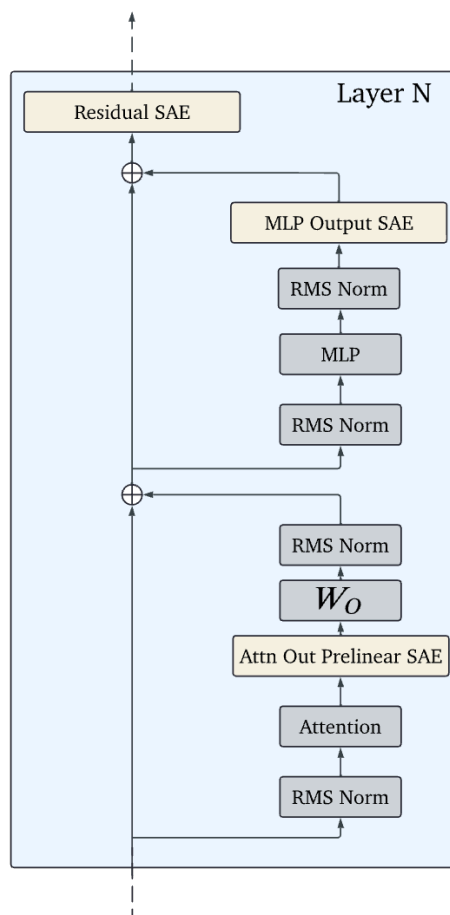 Layer N
Residual SAE
MLP Output SAE
RMS Norm
MLP
RMS Norm
RMS Norm
W_O
Attn Out Prelinear SAE
Attention
RMS Norm